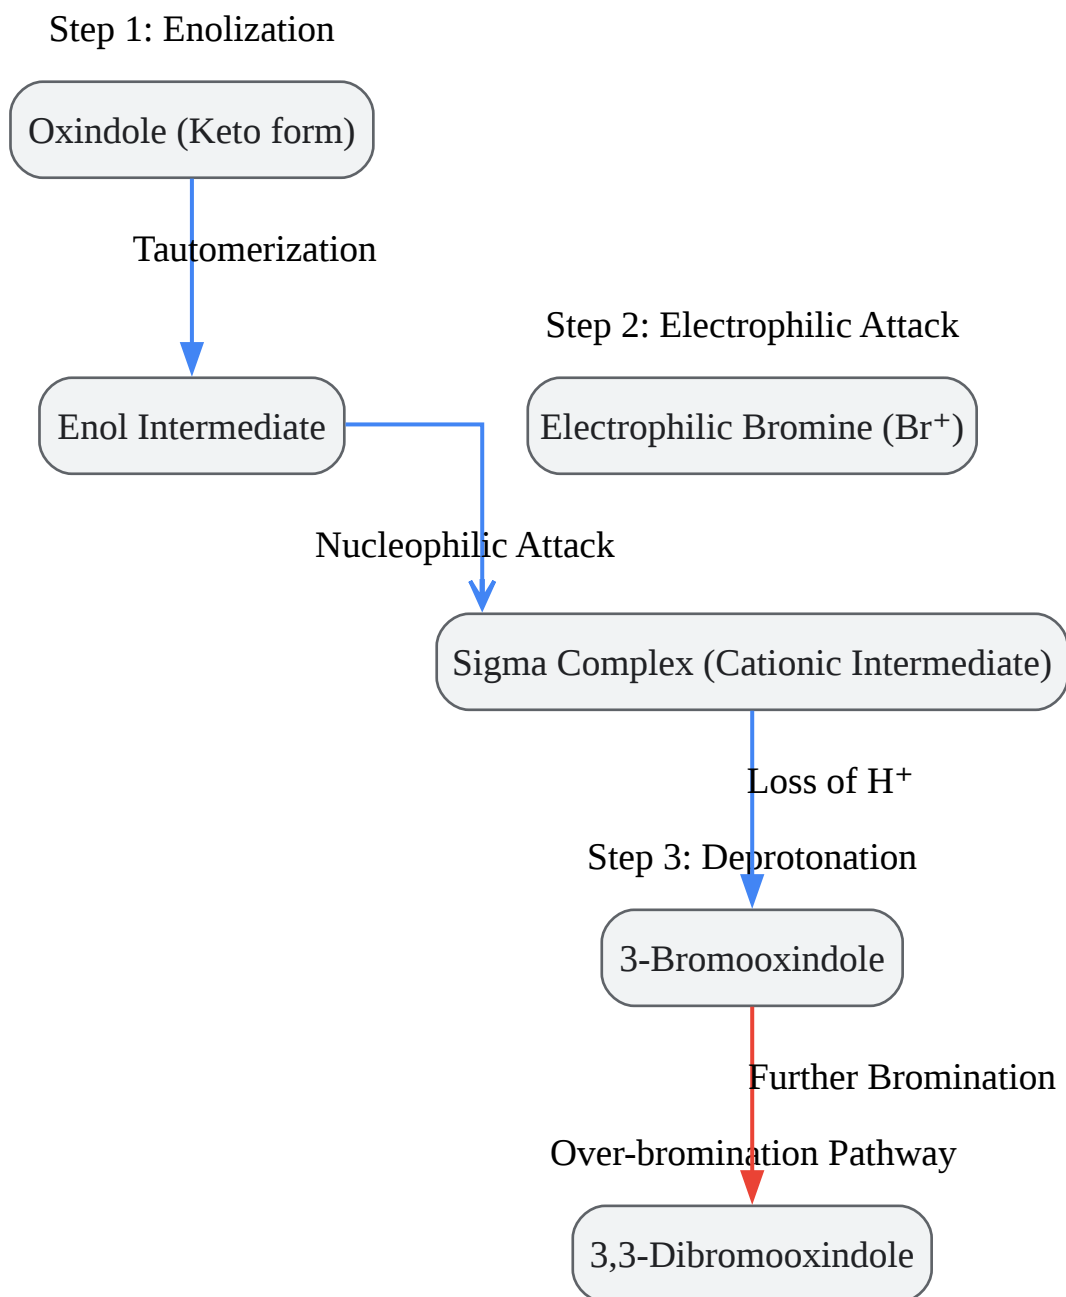 Step 1: Enolization
Oxindole (Keto form)
Tautomerization
Step 2: Electrophilic Attack
Enol Intermediate
Electrophilic Bromine (Br⁺)
Nucleophilic Attack
Sigma Complex (Cationic Intermediate)
Loss of H⁺
Step 3: Deprotonation
3-Bromooxindole
Further Bromination
Over-bromination Pathway
3,3-Dibromooxindole